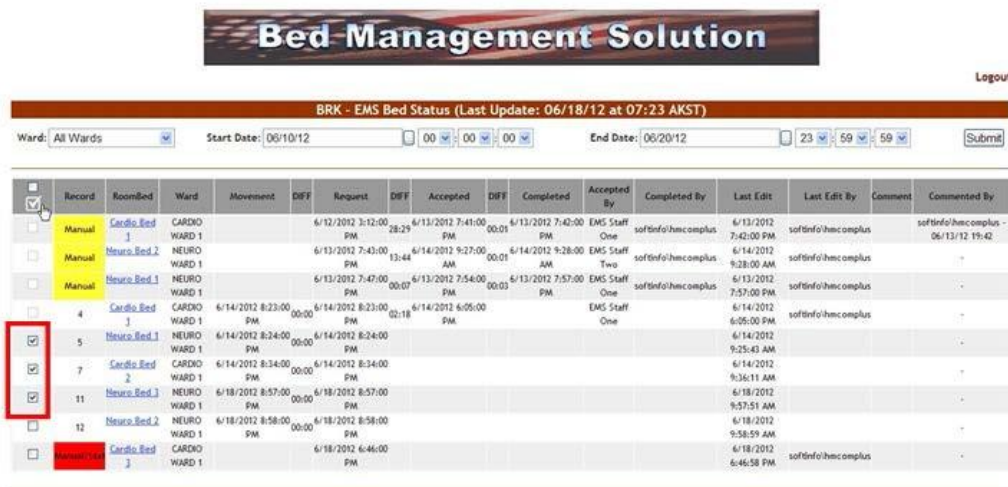 Bed Management Solution
Logout
BRK - EMS Bed Status (Last Update: 06/18/12 at 07:23 AKST)
Ward: All Wards Start Date: 06/10/12 00 : 00 : 00 End Date: 06/20/12 23 : 59 : 59 Submit
Record RoomBed Ward Movement DIFF Request DIFF Accepted DIFF Completed Accepted By Completed By Last Edit Last Edit By Comment Commented By
Manual Cardio Bed 1 CARDIO WARD 1 6/12/2012 3:12:00 PM 28:29 6/13/2012 7:41:00 PM 00:01 6/13/2012 7:42:00 PM EMS Staff One softinfo\hmcomplus 6/13/2012 7:42:00 PM softinfo\hmcomplus softinfo\hmcomplus - 06/13/12 19:42
Manual Neuro Bed 2 NEURO WARD 1 6/13/2012 7:43:00 PM 13:44 6/14/2012 9:27:00 AM 00:01 6/14/2012 9:28:00 AM EMS Staff Two softinfo\hmcomplus 6/14/2012 9:28:00 AM softinfo\hmcomplus -
Manual Neuro Bed 1 NEURO WARD 1 6/13/2012 7:47:00 PM 00:07 6/13/2012 7:54:00 PM 00:03 6/13/2012 7:57:00 PM EMS Staff One softinfo\hmcomplus 6/13/2012 7:57:00 PM softinfo\hmcomplus -
4 Cardio Bed 1 CARDIO WARD 1 6/14/2012 8:23:00 PM 00:00 6/14/2012 8:23:00 PM 02:18 6/14/2012 6:05:00 PM EMS Staff One 6/14/2012 6:05:00 PM softinfo\hmcomplus -
5 Neuro Bed 1 NEURO WARD 1 6/14/2012 8:24:00 PM 00:00 6/14/2012 8:24:00 PM 6/14/2012 9:25:43 AM -
7 Cardio Bed 2 CARDIO WARD 1 6/14/2012 8:34:00 PM 00:00 6/14/2012 8:34:00 PM 6/14/2012 9:36:11 AM -
11 Neuro Bed 3 NEURO WARD 1 6/18/2012 8:57:00 PM 00:00 6/18/2012 8:57:00 PM 6/18/2012 9:57:51 AM -
12 Neuro Bed 2 NEURO WARD 1 6/18/2012 8:58:00 PM 00:00 6/18/2012 8:58:00 PM 6/18/2012 9:58:59 AM -
Manual/Stat Cardio Bed 3 CARDIO WARD 1 6/18/2012 6:46:00 PM 6/18/2012 6:46:58 PM softinfo\hmcomplus -